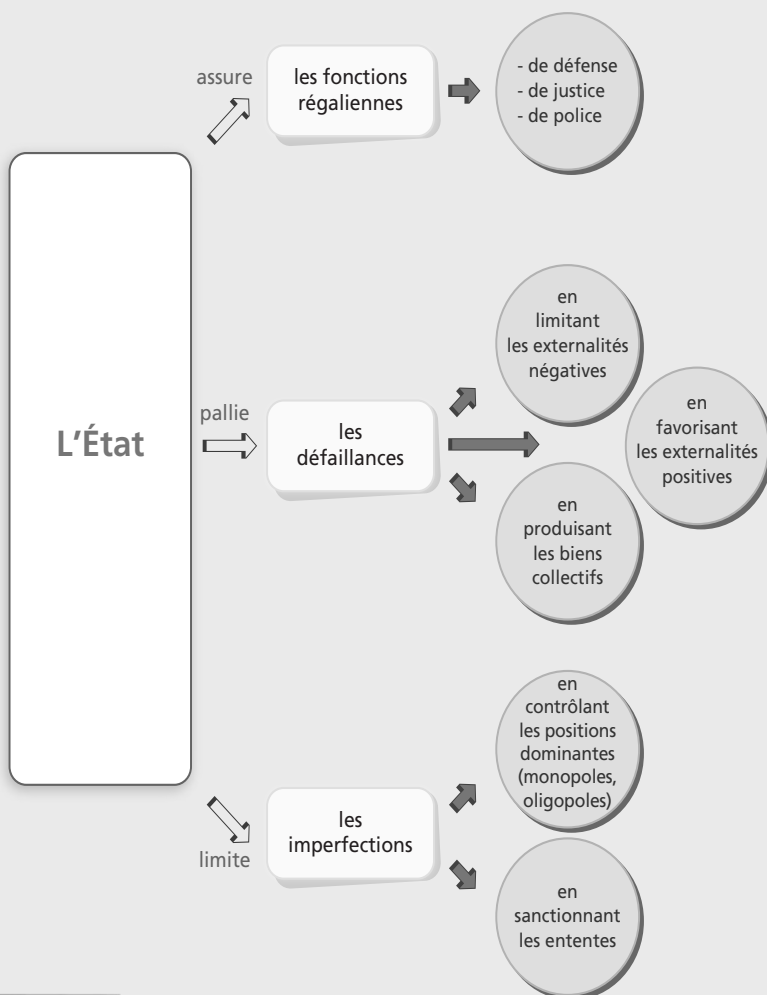 assure
les fonctions
régaliennes
- de défense
- de justice
- de police
L'État
pallie
les
défaillances
en
limitant
les externalités
négatives
en
favorisant
les externalités
positives
en
produisant
les biens
collectifs
limite
les
imperfections
en
contrôlant
les positions
dominantes
(monopoles,
oligopoles)
en
sanctionnant
les ententes